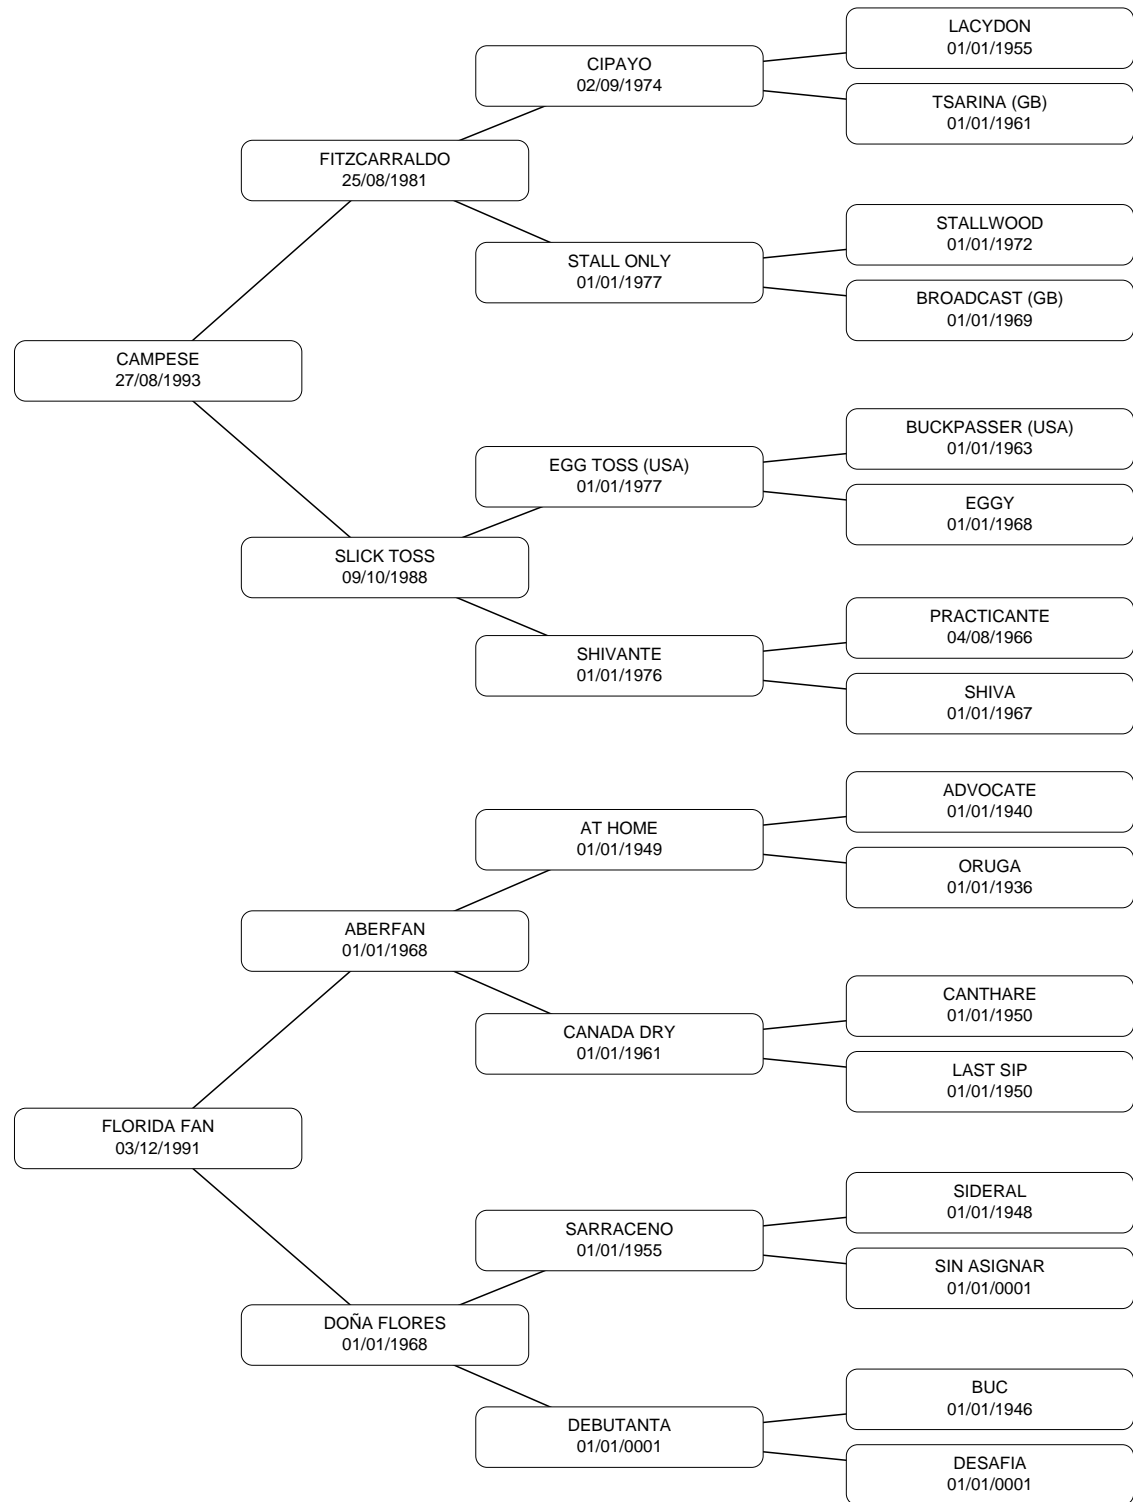 LACYDON
01/01/1955
CIPAYO
02/09/1974
TSARINA (GB)
01/01/1961
FITZCARRALDO
25/08/1981
STALLWOOD
01/01/1972
STALL ONLY
01/01/1977
BROADCAST (GB)
01/01/1969
CAMPESE
27/08/1993
BUCKPASSER (USA)
01/01/1963
EGG TOSS (USA)
01/01/1977
EGGY
01/01/1968
SLICK TOSS
09/10/1988
PRACTICANTE
04/08/1966
SHIVANTE
01/01/1976
SHIVA
01/01/1967
ADVOCATE
01/01/1940
AT HOME
01/01/1949
ORUGA
01/01/1936
ABERFAN
01/01/1968
CANTHARE
01/01/1950
CANADA DRY
01/01/1961
LAST SIP
01/01/1950
FLORIDA FAN
03/12/1991
SIDERAL
01/01/1948
SARRACENO
01/01/1955
SIN ASIGNAR
01/01/0001
DOÑA FLORES
01/01/1968
BUC
01/01/1946
DEBUTANTA
01/01/0001
DESAFIA
01/01/0001